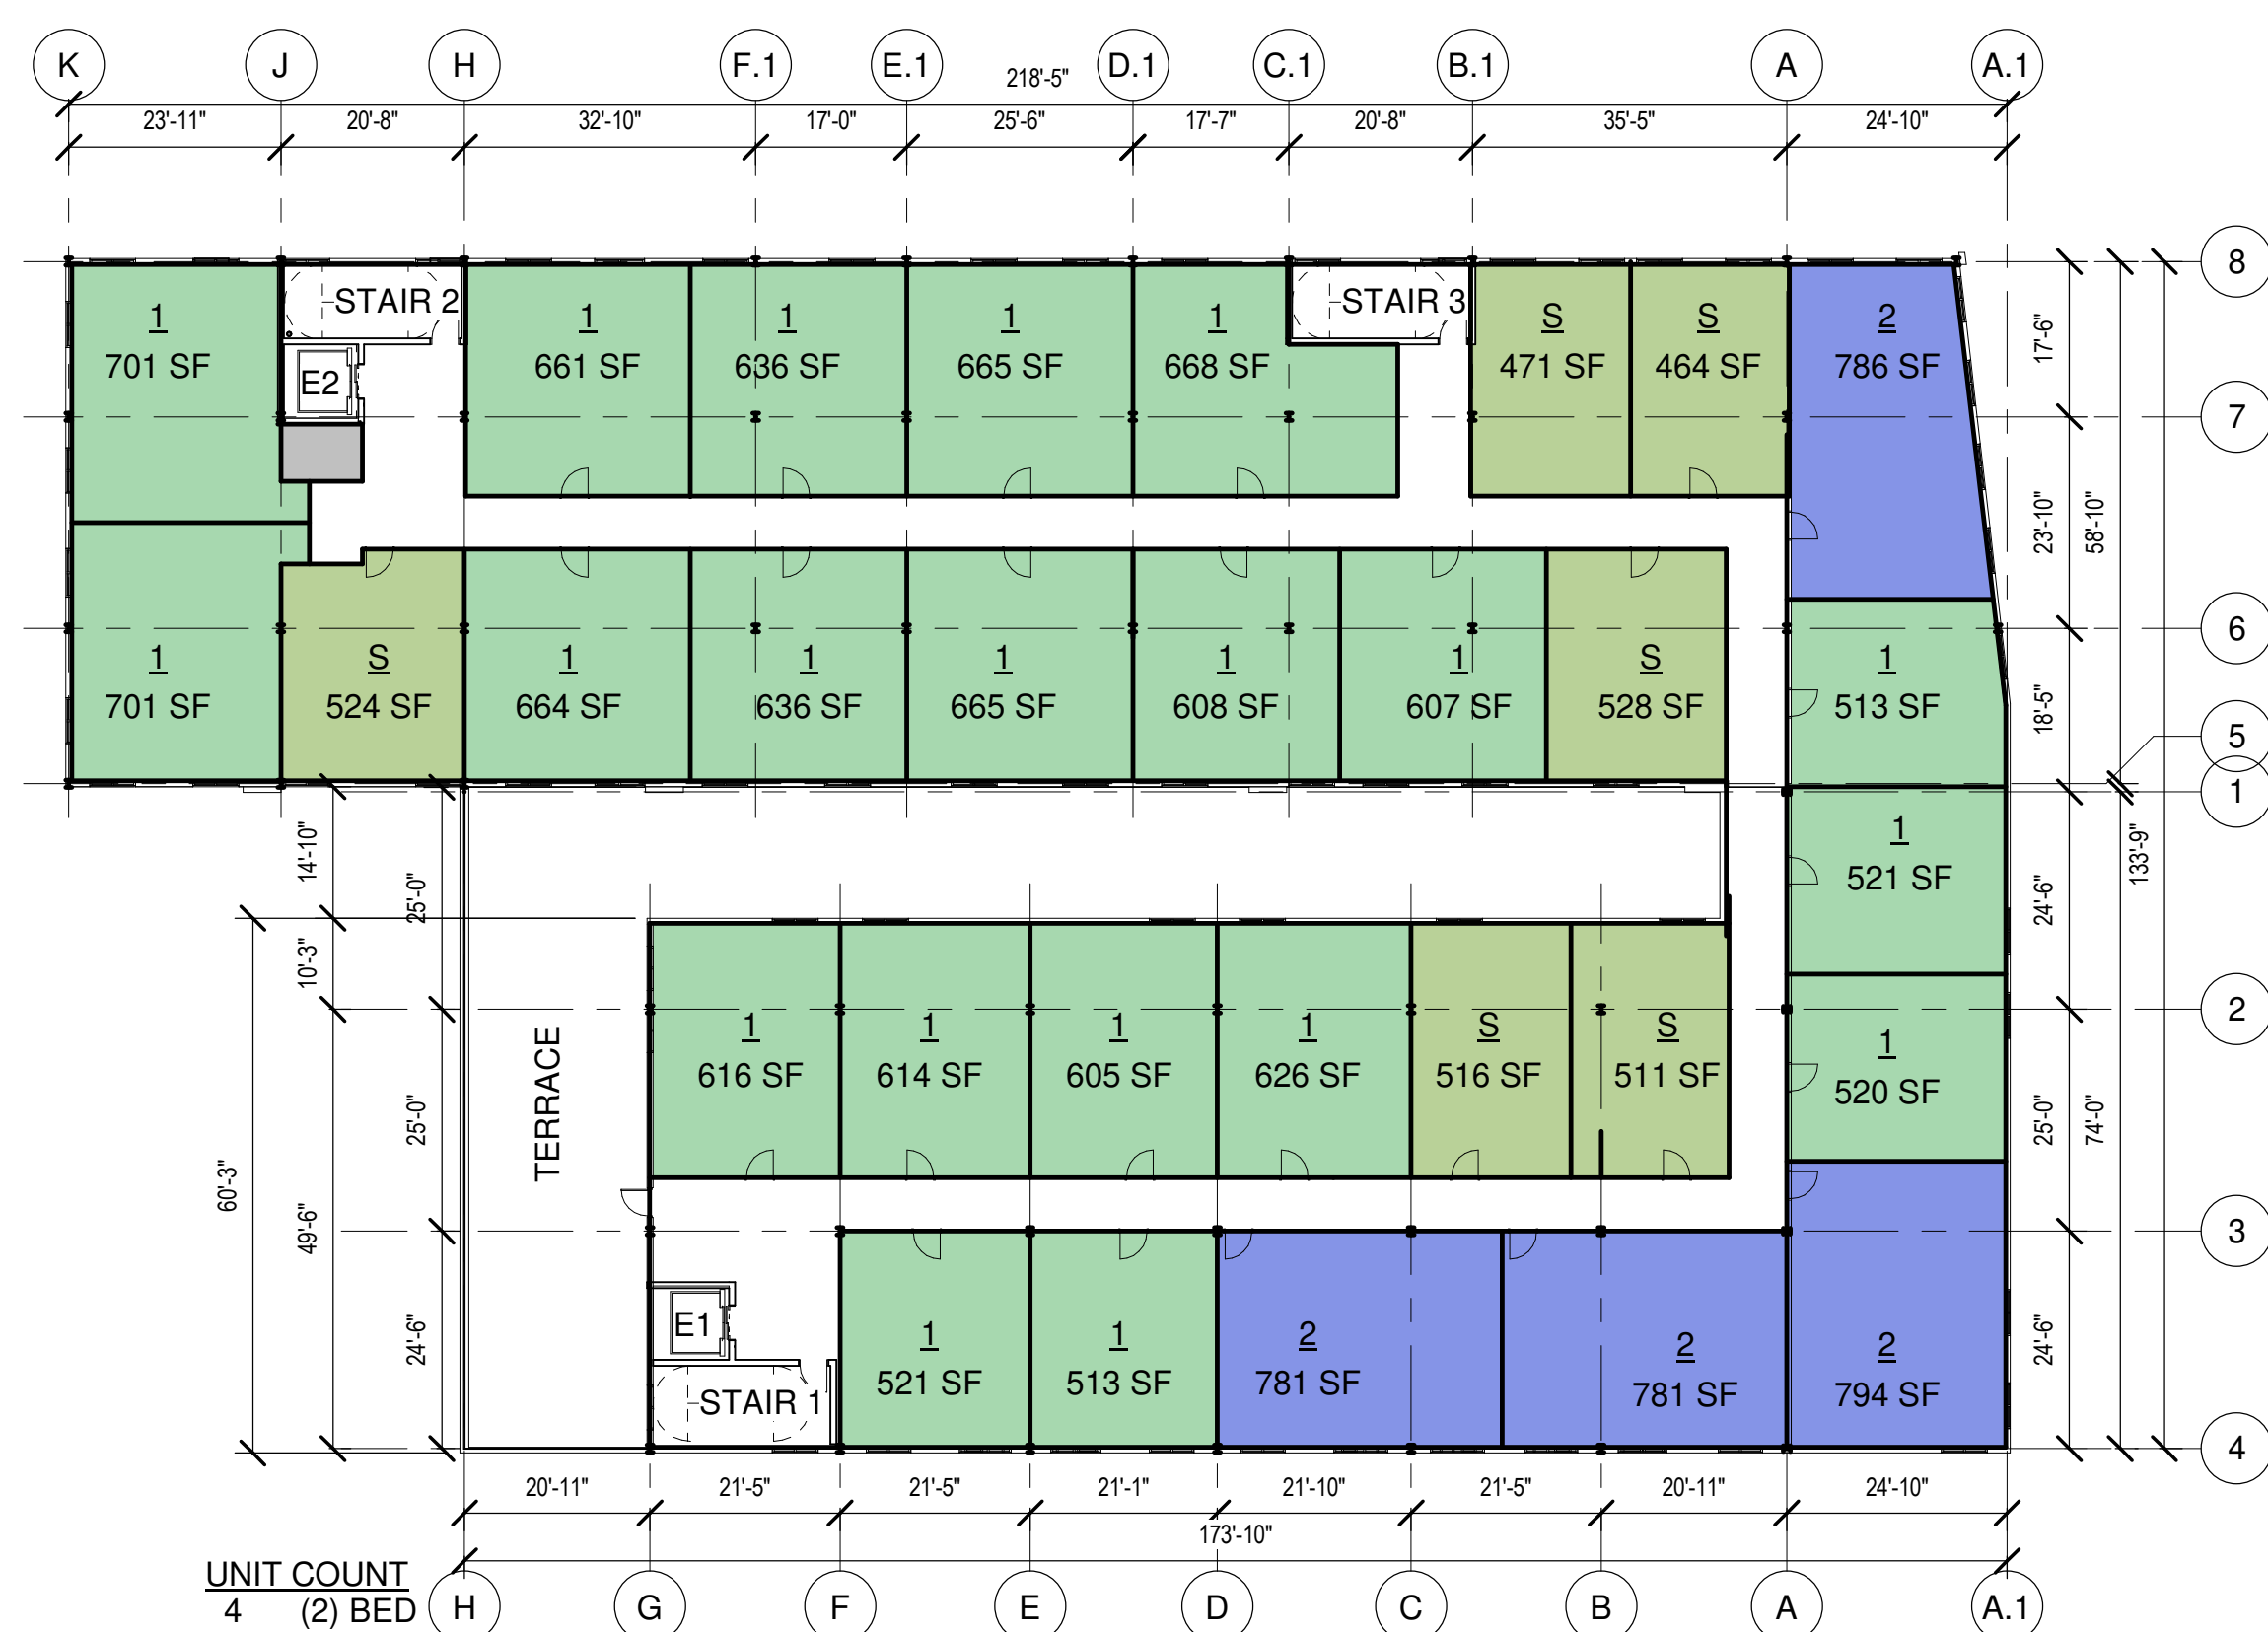 K J H F.1 E.1 D.1 C.1 B.1 A A.1
218'-5"
23'-11" 20'-8" 32'-10" 17'-0" 25'-6" 17'-7" 20'-8" 35'-5" 24'-10"
8
STAIR 2 STAIR 3
1 1 1 1 1 S S 2
701 SF 661 SF 636 SF 665 SF 668 SF 471 SF 464 SF 786 SF
17'-6"
E2
7
23'-10" 58'-10"
6
1 S 1 1 1 1 1 S 1
701 SF 524 SF 664 SF 636 SF 665 SF 608 SF 607 SF 528 SF 513 SF
18'-5"
5
1
14'-10" 25'-0"
133'-9"
1
521 SF
24'-6"
10'-3"
2
1 1 1 1 S S 1
616 SF 614 SF 605 SF 626 SF 516 SF 511 SF 520 SF
TERRACE
60'-3" 49'-6" 25'-0"
25'-0" 74'-0"
3
E1
1 1 2 2 2
521 SF 513 SF 781 SF 781 SF 794 SF
STAIR 1
24'-6"
24'-6"
4
20'-11" 21'-5" 21'-5" 21'-1" 21'-10" 21'-5" 20'-11" 24'-10"
173'-10"
UNIT COUNT
4 (2) BED
H G F E D C B A A.1